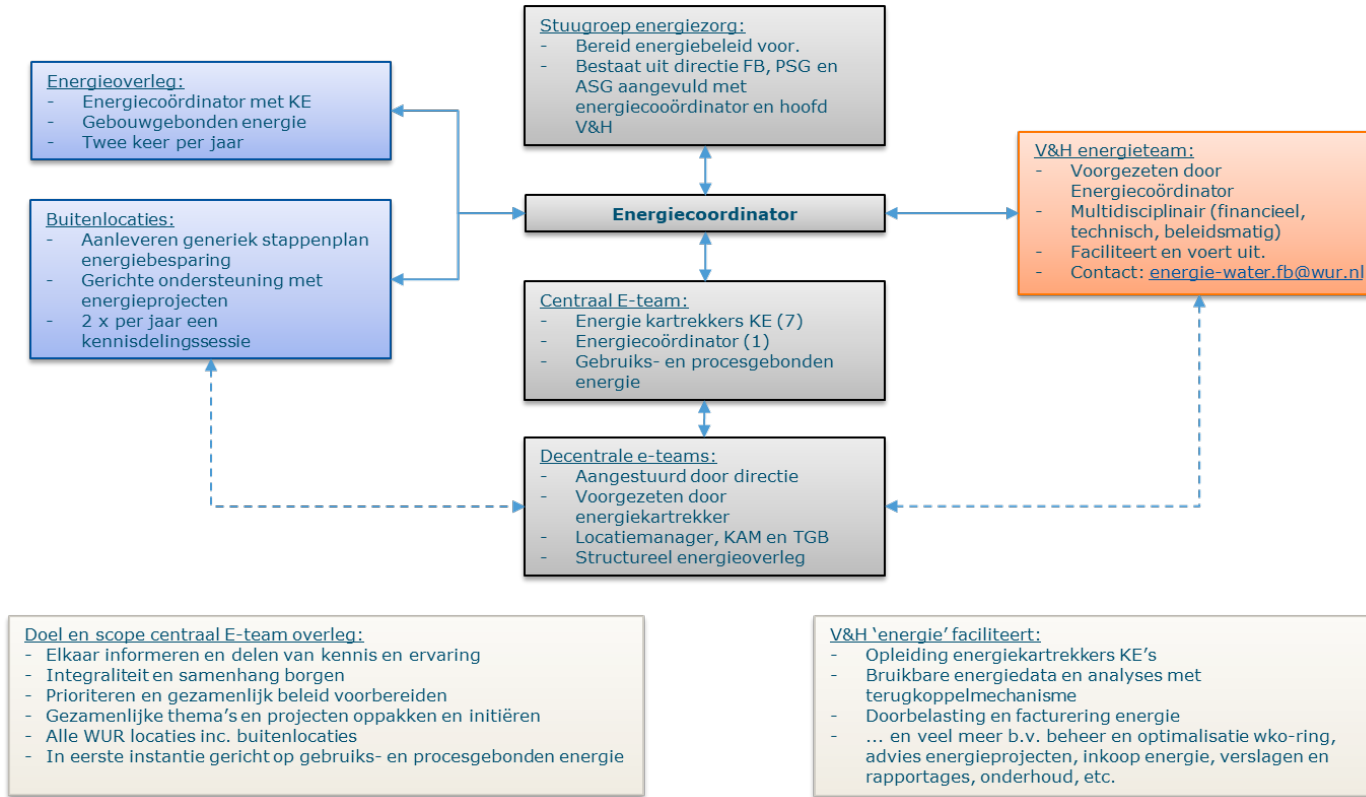 Stuugroep energiezorg:
- Bereid energiebeleid voor.
- Bestaat uit directie FB, PSG en
ASG aangevuld met
energiecooördinator en hoofd
V&H
Energieoverleg:
- Energiecoördinator met KE
- Gebouwgebonden energie
- Twee keer per jaar
V&H energieteam:
- Voorgezeten door
Energiecoördinator
- Multidisciplinair (financieel,
technisch, beleidsmatig)
- Faciliteert en voert uit.
- Contact: energie-water.fb@wur.nl
Energiecoordinator
Buitenlocaties:
- Aanleveren generiek stappenplan
energiebesparing
- Gerichte ondersteuning met
energieprojecten
- 2 x per jaar een
kennisdelingssessie
Centraal E-team:
- Energie kartrekkers KE (7)
- Energiecoördinator (1)
- Gebruiks- en procesgebonden
energie
Decentrale e-teams:
- Aangestuurd door directie
- Voorgezeten door
energiekartrekker
- Locatiemanager, KAM en TGB
- Structureel energieoverleg
Doel en scope centraal E-team overleg:
- Elkaar informeren en delen van kennis en ervaring
- Integraliteit en samenhang borgen
- Prioriteren en gezamenlijk beleid voorbereiden
- Gezamenlijke thema's en projecten oppakken en initiëren
- Alle WUR locaties inc. buitenlocaties
- In eerste instantie gericht op gebruiks- en procesgebonden energie
V&H 'energie' faciliteert:
- Opleiding energiekartrekkers KE's
- Bruikbare energiedata en analyses met
terugkoppelmechanisme
- Doorbelasting en facturering energie
- ... en veel meer b.v. beheer en optimalisatie wko-ring,
advies energieprojecten, inkoop energie, verslagen en
rapportages, onderhoud, etc.